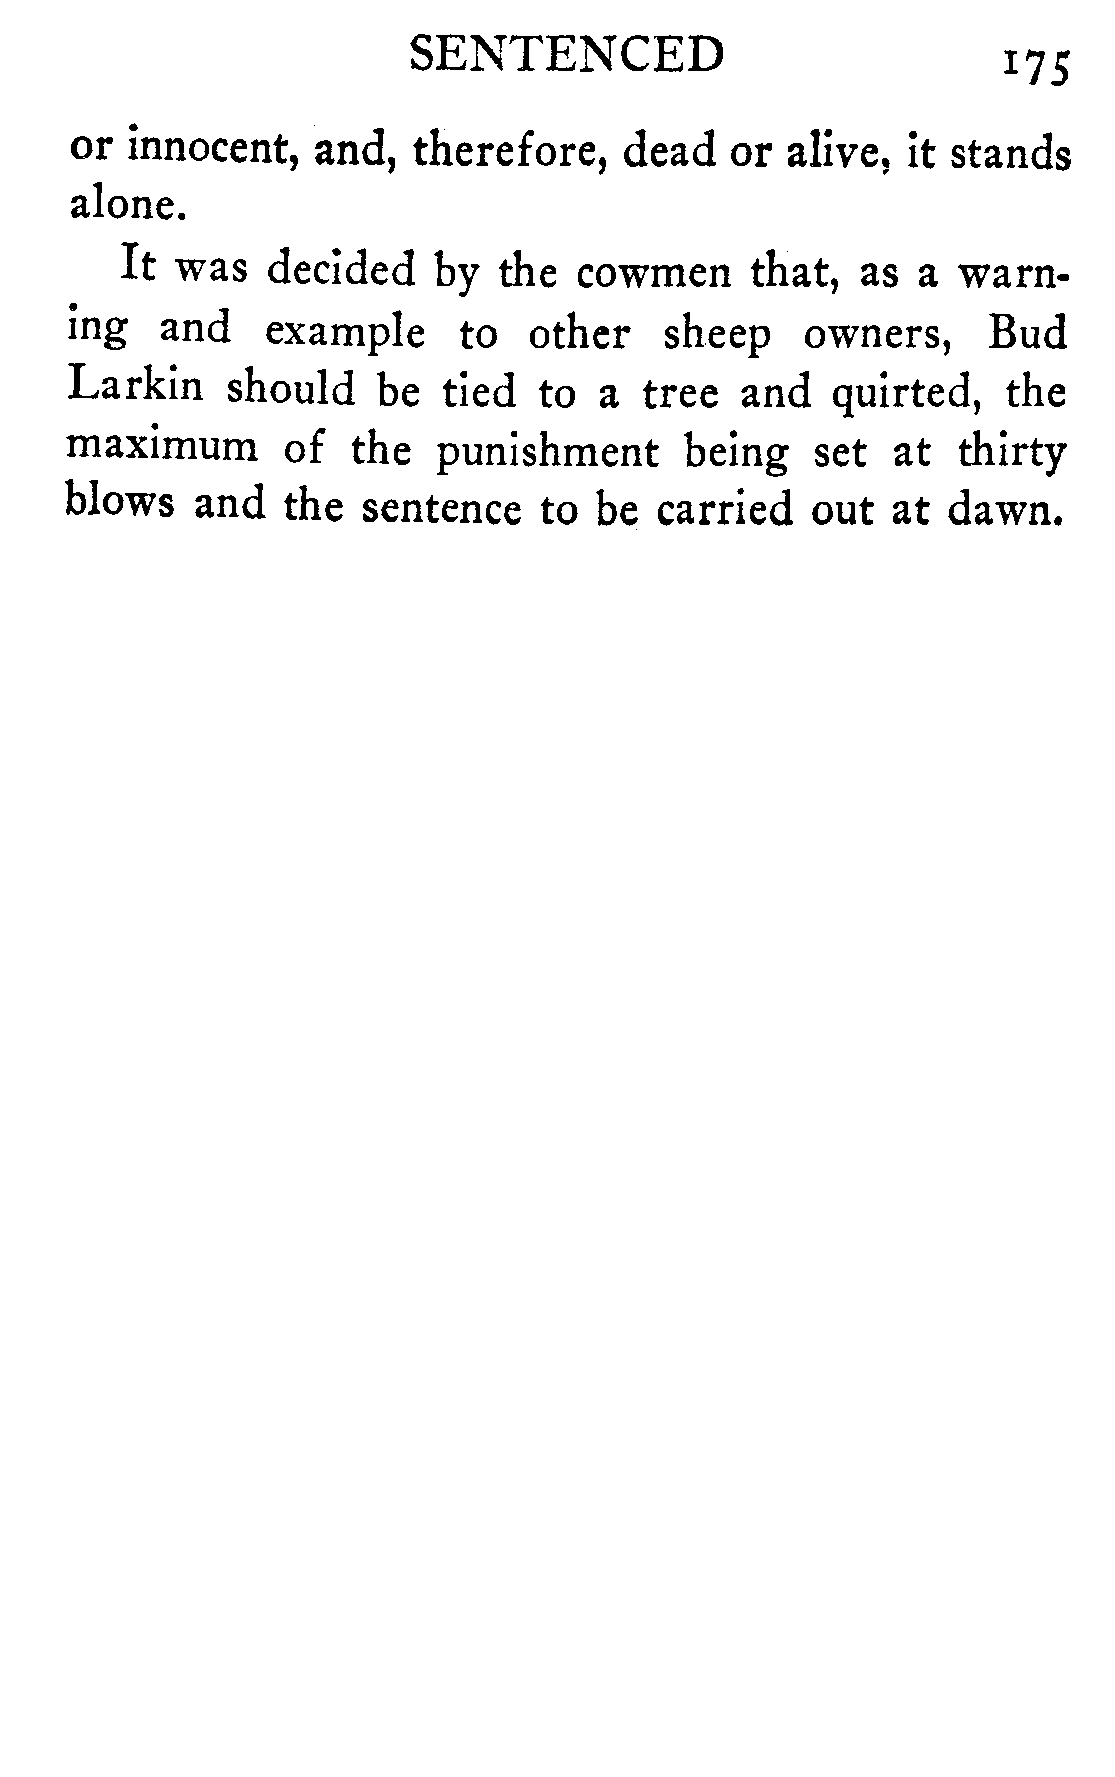 SENTENCED 175
or innocent, and, therefore, dead or alive, it stands
alone.
It was decided by the cowmen that, as a warn-
ing and example to other sheep owners, Bud
Larkin should be tied to a tree and quirted, the
maximum of the punishment being set at thirty
blows and the sentence to be carried out at dawn.